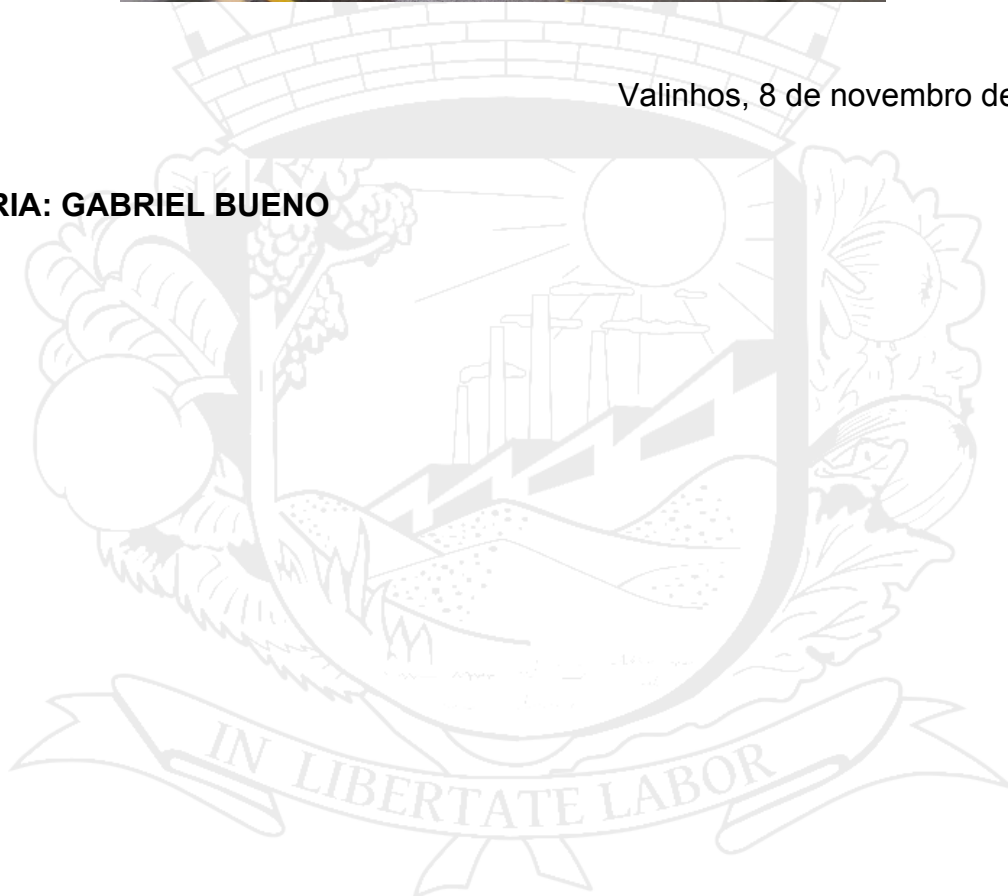 Valinhos, 8 de novembro de
RIA: GABRIEL BUENO
IN LIBERTATE LABOR